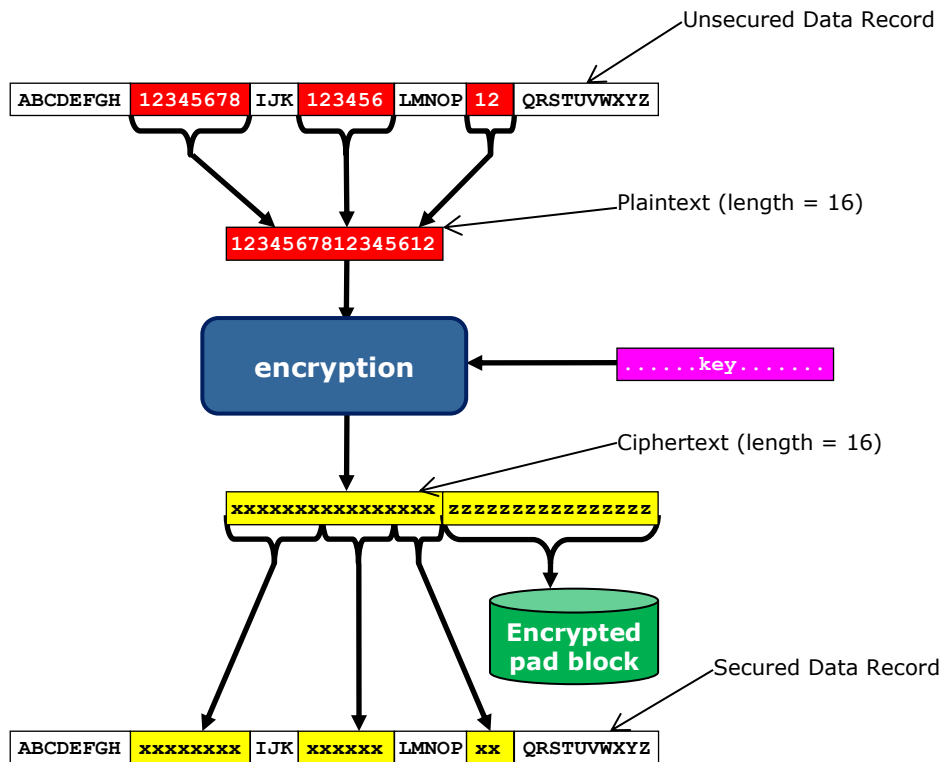 Unsecured Data Record
ABCDEFGH 12345678 IJK 123456 LMNOP 12 QRSTUVWXYZ
Plaintext (length = 16)
1234567812345612
encryption
......key.......
Ciphertext (length = 16)
xxxxxxxxxxxxxxxx zzzzzzzzzzzzzzzz
Encrypted
pad block
Secured Data Record
ABCDEFGH xxxxxxxx IJK xxxxxx LMNOP xx QRSTUVWXYZ